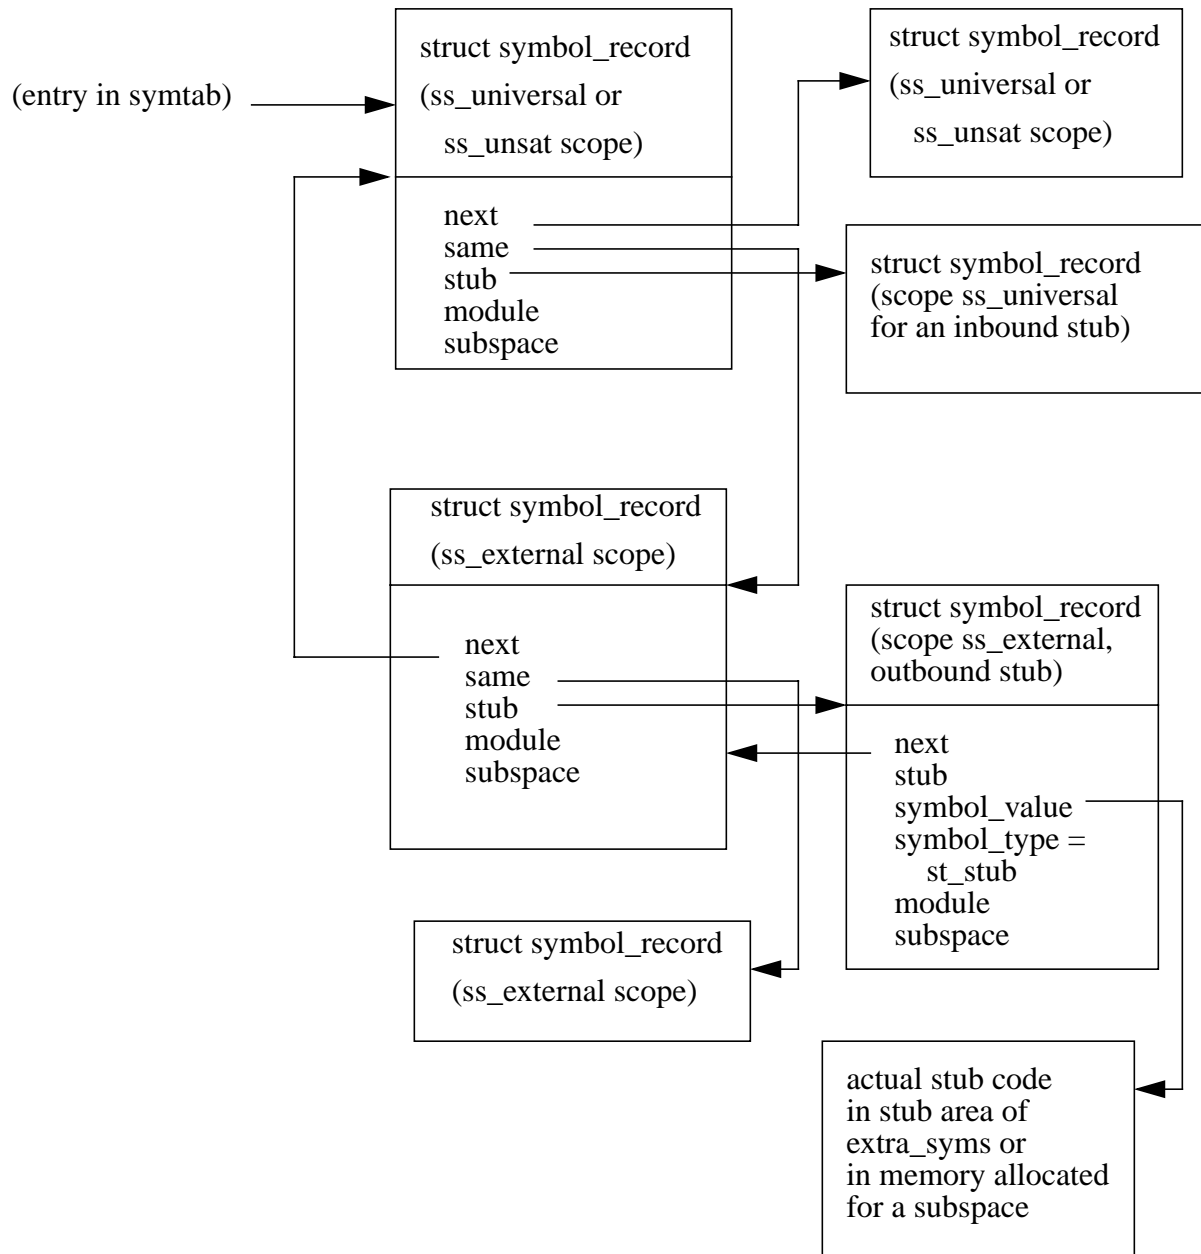 (entry in symtab)
struct symbol_record
(ss_universal or
ss_unsat scope)
next
same
stub
module
subspace
struct symbol_record
(ss_universal or
ss_unsat scope)
struct symbol_record
(scope ss_universal
for an inbound stub)
struct symbol_record
(ss_external scope)
next
same
stub
module
subspace
struct symbol_record
(scope ss_external,
outbound stub)
next
stub
symbol_value
symbol_type =
st_stub
module
subspace
struct symbol_record
(ss_external scope)
actual stub code
in stub area of
extra_syms or
in memory allocated
for a subspace